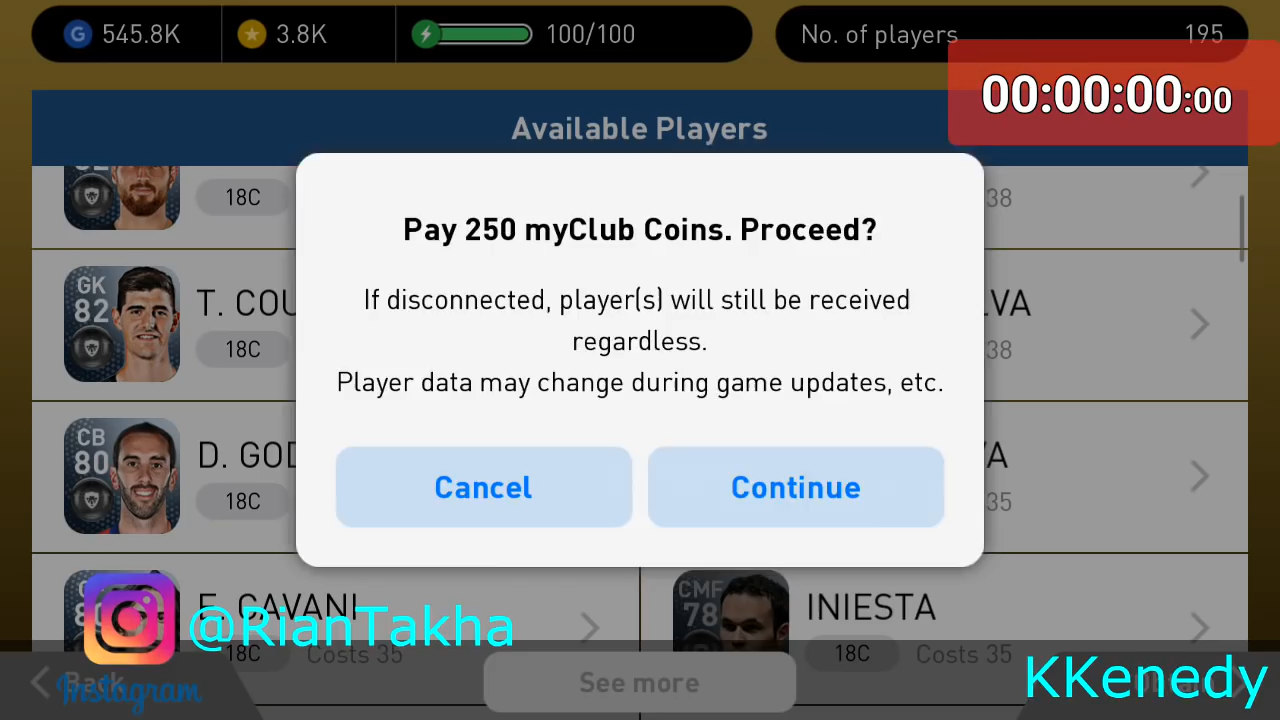 545.8K
3.8K
100/100
No. of players 195
00:00:00:00
Available Players
18C
38
Pay 250 myClub Coins. Proceed?
If disconnected, player(s) will still be received
regardless.
Player data may change during game updates, etc.
Cancel
Continue
GK
82
T. COU
18C
LVA
38
CB
80
D. GOD
18C
VA
35
E. CAVANI
18C
Costs 35
CMF
78
INIESTA
18C
Costs 35
@RianTakha
Instagram
Back
See more
KKenedy